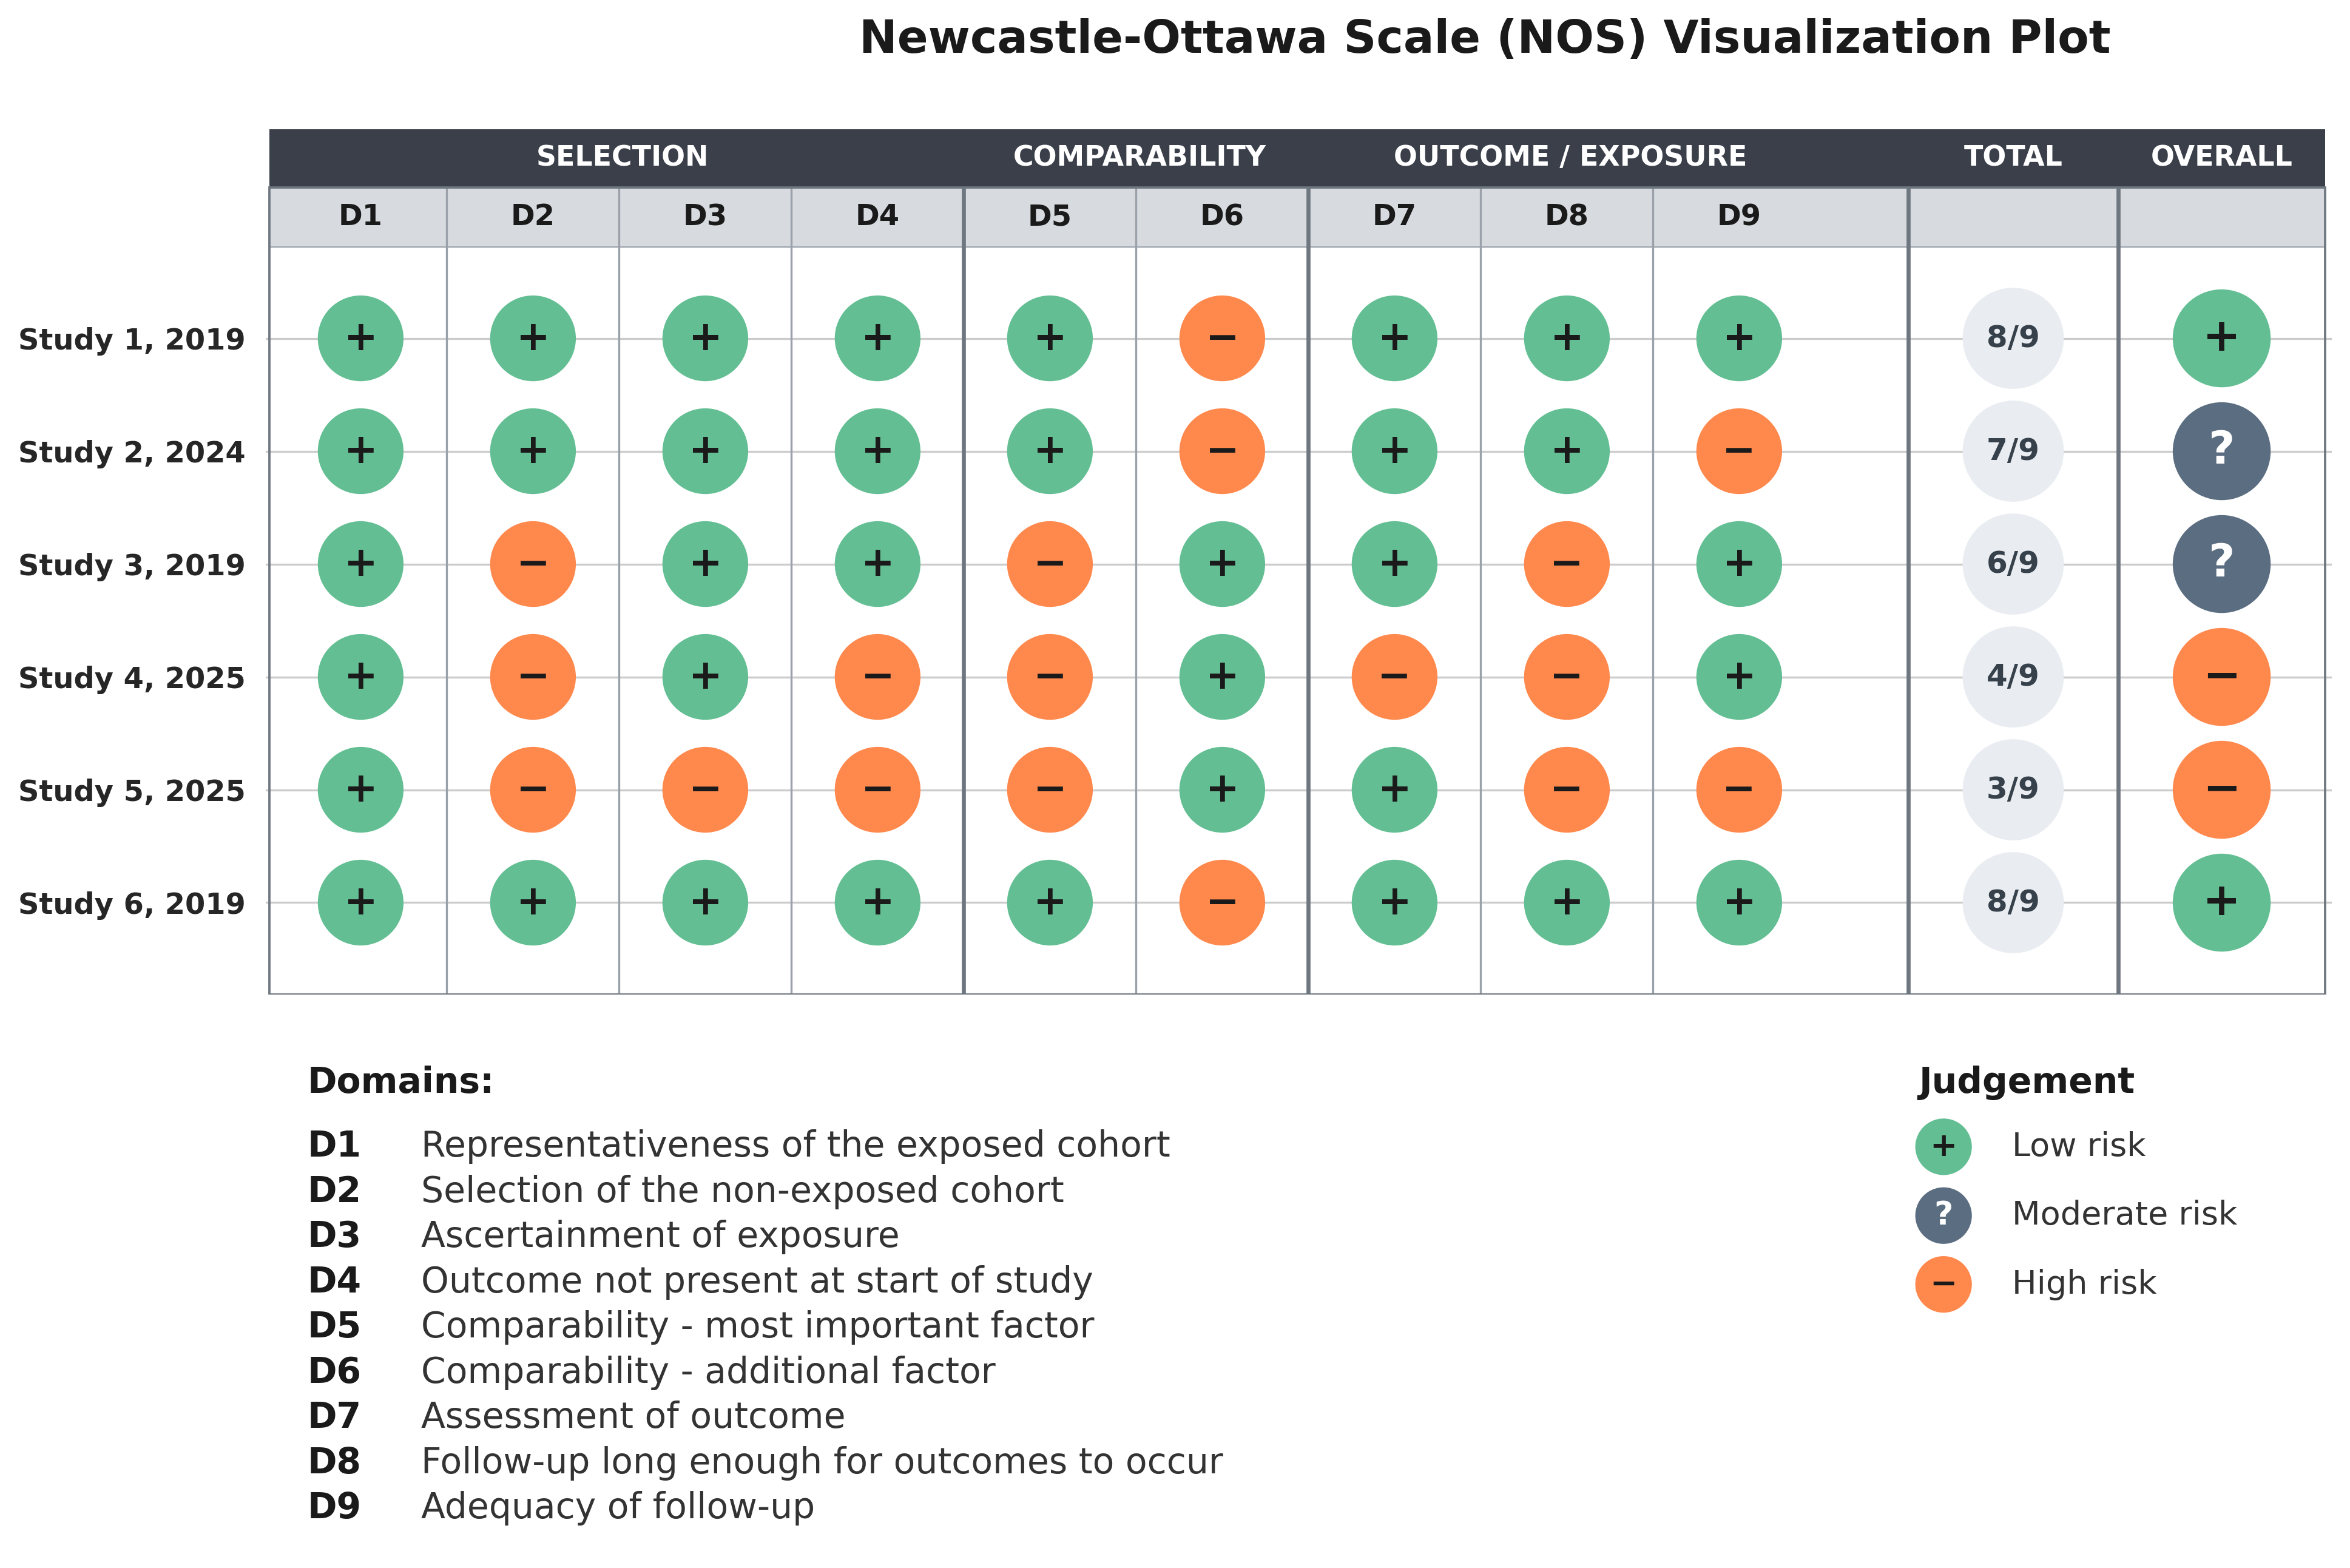 Newcastle-Ottawa Scale (NOS) Visualization Plot
SELECTION COMPARABILITY OUTCOME / EXPOSURE TOTAL OVERALL
D1 D2 D3 D4 D5 D6 D7 D8 D9
Study 1, 2019 + + + + + − + + + 8/9 +
Study 2, 2024 + + + + + − + + − 7/9 ?
Study 3, 2019 + − + + − + + − + 6/9 ?
Study 4, 2025 + − + − − + − − + 4/9 −
Study 5, 2025 + − − − − + + − − 3/9 −
Study 6, 2019 + + + + + − + + + 8/9 +
Domains:
D1 Representativeness of the exposed cohort
D2 Selection of the non-exposed cohort
D3 Ascertainment of exposure
D4 Outcome not present at start of study
D5 Comparability - most important factor
D6 Comparability - additional factor
D7 Assessment of outcome
D8 Follow-up long enough for outcomes to occur
D9 Adequacy of follow-up
Judgement
+ Low risk
? Moderate risk
− High risk